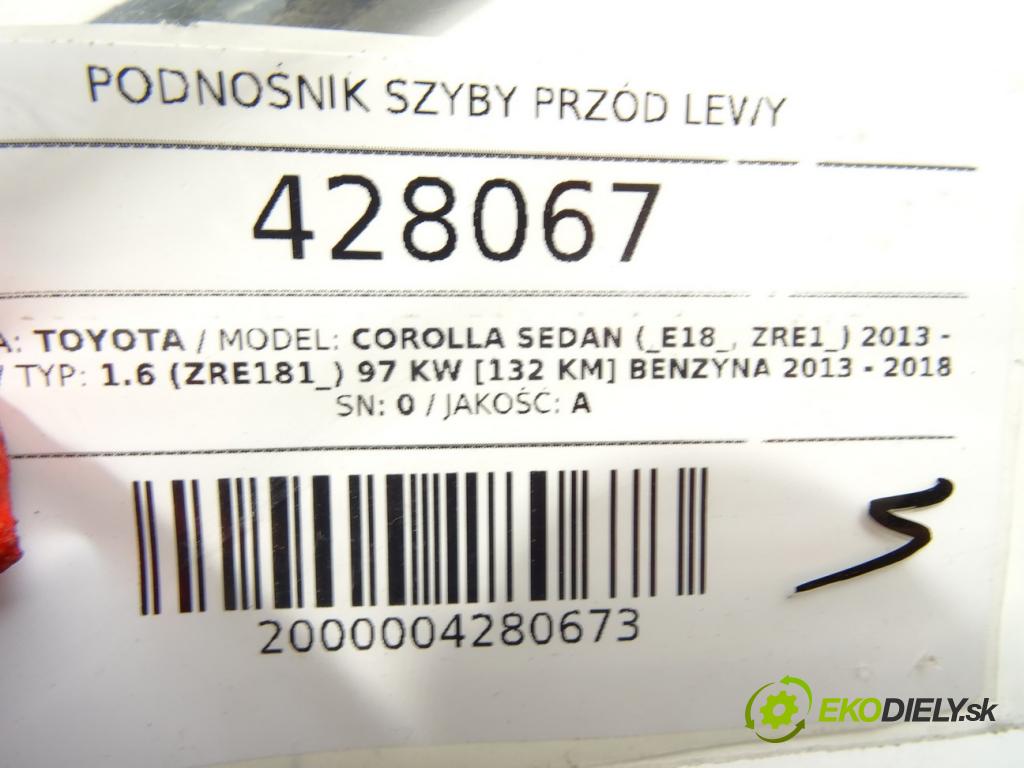 PODNOŚNIK SZYBY PRZÓD LEWY
428067
A: TOYOTA / MODEL: COROLLA SEDAN (_E18_, ZRE1_) 2013 -
/ TYP: 1.6 (ZRE181_) 97 KW [132 KM] BENZYNA 2013 - 2018
SN: 0 / JAKOŚĆ: A
2000004280673
EKODIELY.sk